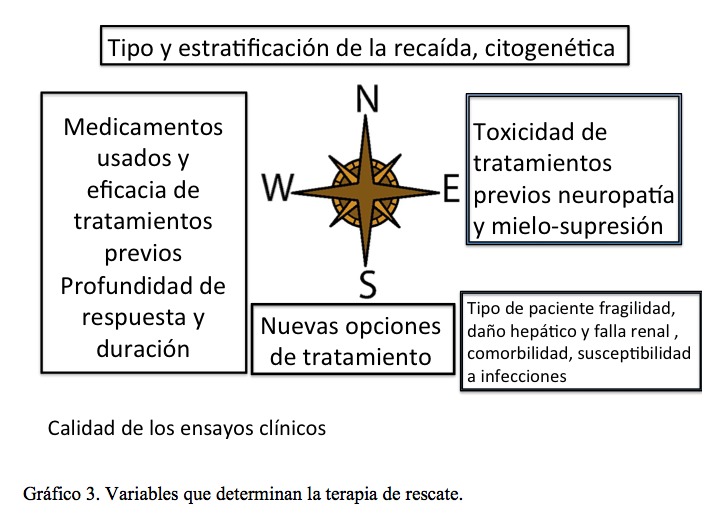 Tipo y estratificación de la recaída, citogenética
Medicamentos
usados y
eficacia de
tratamientos
previos
Profundidad de
respuesta y
duración
N
W
E
S
Toxicidad de
tratamientos
previos neuropatía
y mielo-supresión
Nuevas opciones
de tratamiento
Tipo de paciente fragilidad,
daño hepático y falla renal ,
comorbilidad, susceptibilidad
a infecciones
Calidad de los ensayos clínicos
Gráfico 3. Variables que determinan la terapia de rescate.